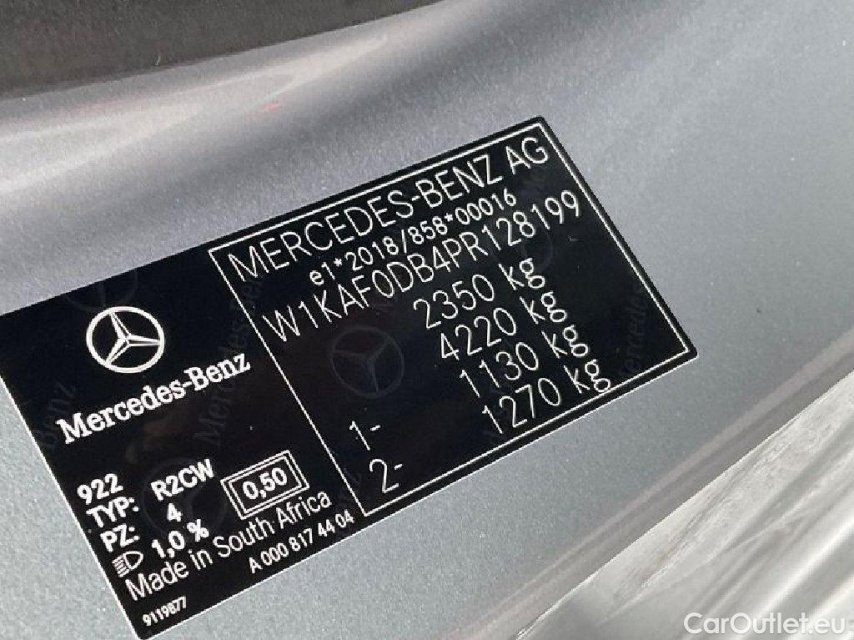 MERCEDES-BENZ AG
e1*2018/858*00016
W1KAF0DB4PR128199
2350 kg
4220 kg
1- 1130 kg
2- 1270 kg
Mercedes-Benz
922
TYP: R2CW
PZ: 4 0,50
1,0 %
Made in South Africa
A 000 817 44 04
9119877
CarOutlet.eu